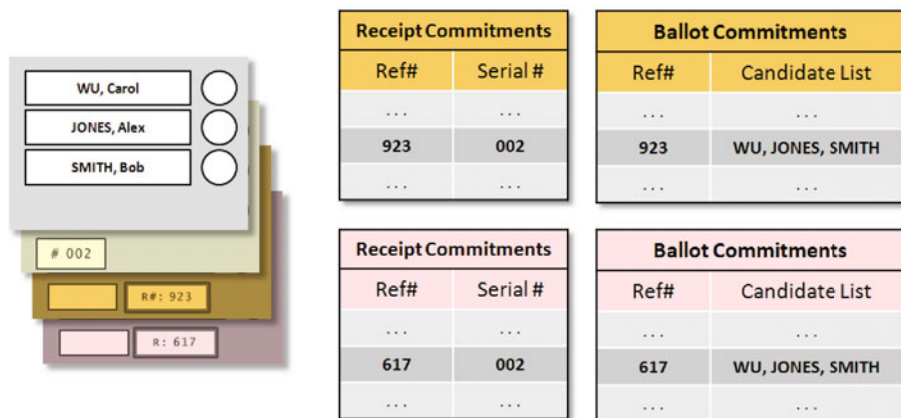 WU, Carol
JONES, Alex
SMITH, Bob
# 002
R#: 923
R: 617
Receipt Commitments
Ref# Serial #
... ...
923 002
... ...
Ballot Commitments
Ref# Candidate List
... ...
923 WU, JONES, SMITH
... ...
Receipt Commitments
Ref# Serial #
... ...
617 002
... ...
Ballot Commitments
Ref# Candidate List
... ...
617 WU, JONES, SMITH
... ...